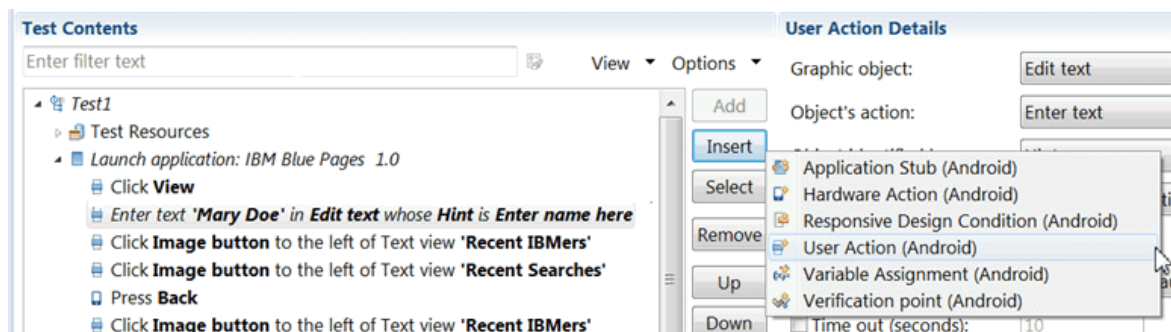 Test Contents
Enter filter text
View
Options
Test1
Test Resources
Launch application: IBM Blue Pages 1.0
Click View
Enter text 'Mary Doe' in Edit text whose Hint is Enter name here
Click Image button to the left of Text view 'Recent IBMers'
Click Image button to the left of Text view 'Recent Searches'
Press Back
Click Image button to the left of Text view 'Recent IBMers'
Add
Insert
Select
Remove
Up
Down
User Action Details
Graphic object:
Edit text
Object's action:
Enter text
Application Stub (Android)
Hardware Action (Android)
Responsive Design Condition (Android)
User Action (Android)
Variable Assignment (Android)
Verification point (Android)
Time out (seconds):
10